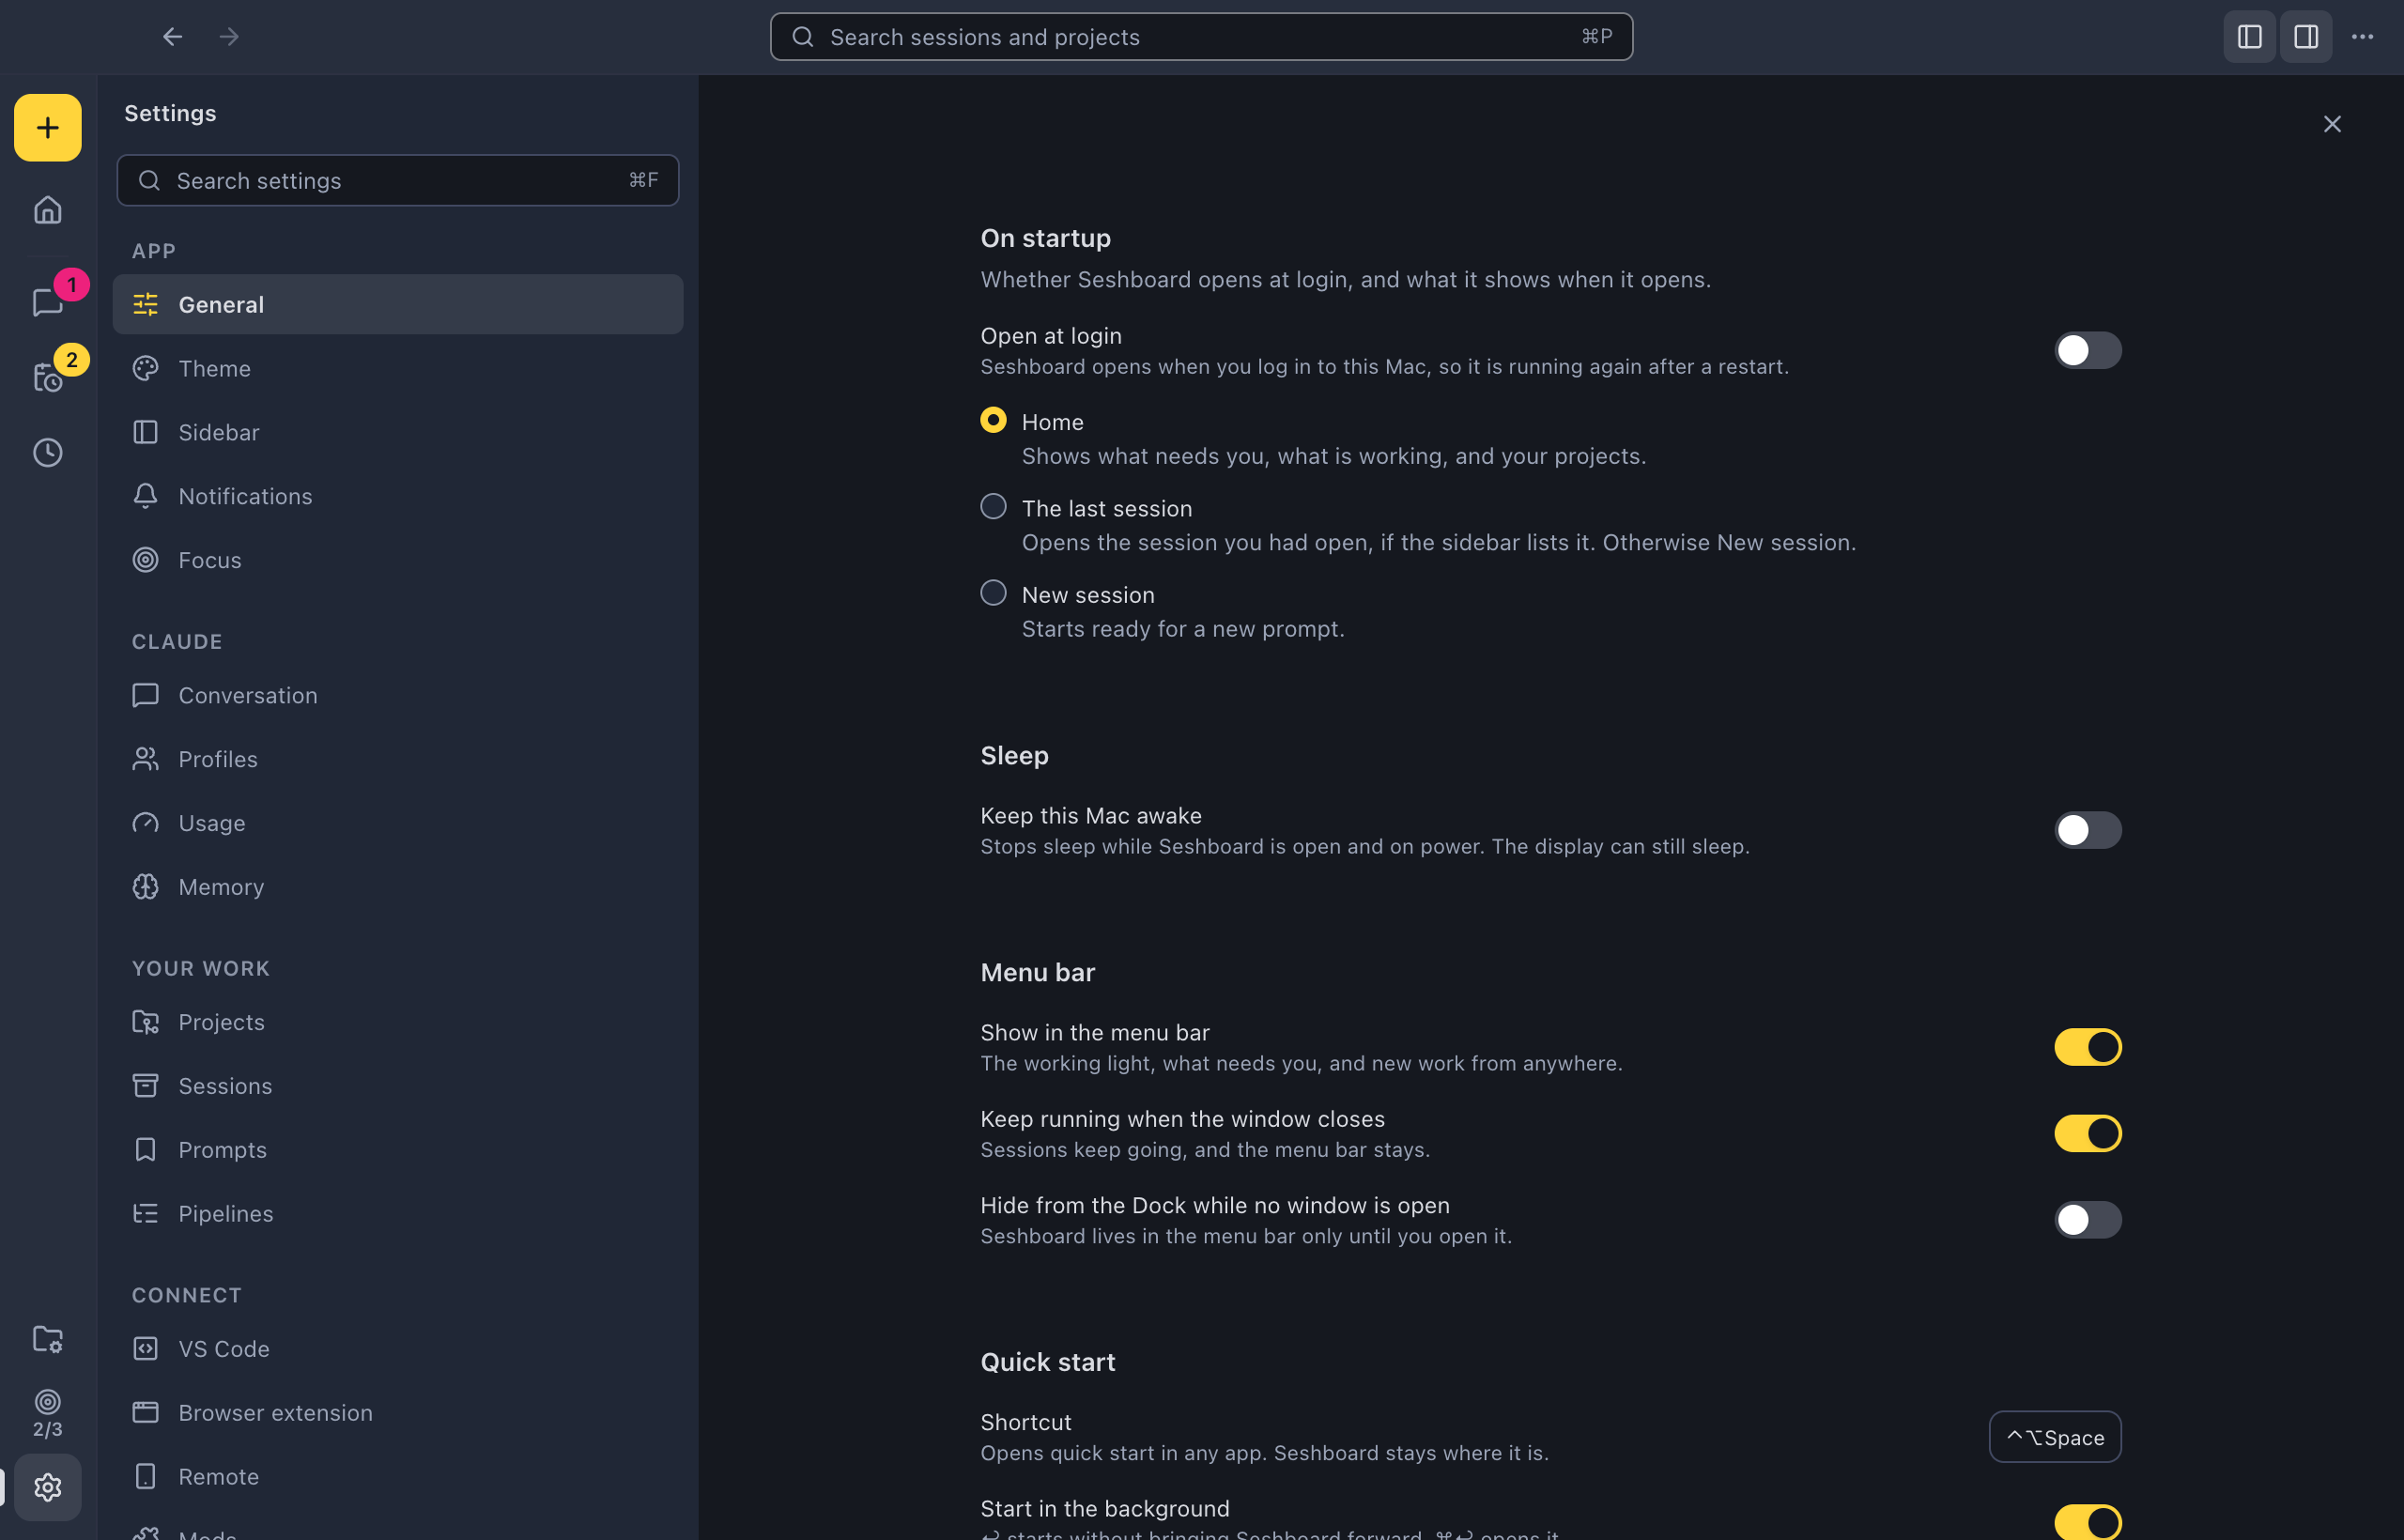 Search sessions and projects ⌘P
Settings
Search settings ⌘F
APP
General
Theme
Sidebar
Notifications
Focus
CLAUDE
Conversation
Profiles
Usage
Memory
YOUR WORK
Projects
Sessions
Prompts
Pipelines
CONNECT
VS Code
Browser extension
Remote
Mods
1
2
2/3
On startup
Whether Seshboard opens at login, and what it shows when it opens.
Open at login
Seshboard opens when you log in to this Mac, so it is running again after a restart.
Home
Shows what needs you, what is working, and your projects.
The last session
Opens the session you had open, if the sidebar lists it. Otherwise New session.
New session
Starts ready for a new prompt.
Sleep
Keep this Mac awake
Stops sleep while Seshboard is open and on power. The display can still sleep.
Menu bar
Show in the menu bar
The working light, what needs you, and new work from anywhere.
Keep running when the window closes
Sessions keep going, and the menu bar stays.
Hide from the Dock while no window is open
Seshboard lives in the menu bar only until you open it.
Quick start
Shortcut
Opens quick start in any app. Seshboard stays where it is.
⌃⌥Space
Start in the background
↩ starts without bringing Seshboard forward. ⌘↩ opens it.